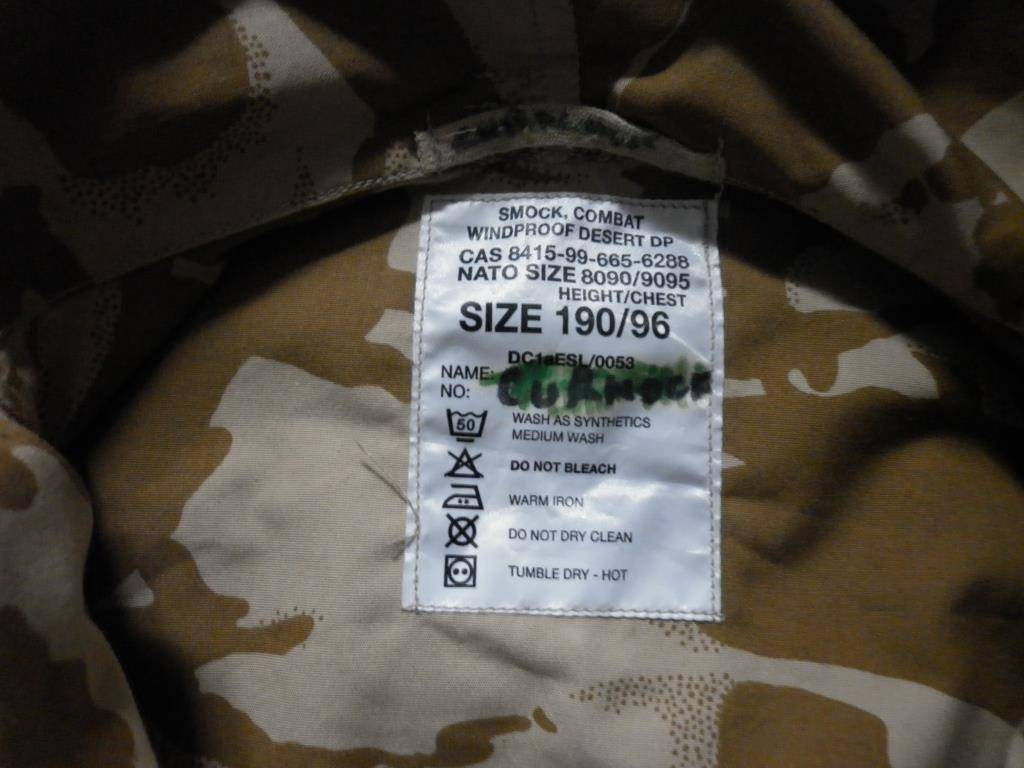 SMOCK, COMBAT
WINDPROOF DESERT DP
CAS 8415-99-665-6288
NATO SIZE 8090/9095
HEIGHT/CHEST
SIZE 190/96
DC1aESL/0053
NAME:
NO:
50
WASH AS SYNTHETICS
MEDIUM WASH
DO NOT BLEACH
WARM IRON
DO NOT DRY CLEAN
TUMBLE DRY - HOT